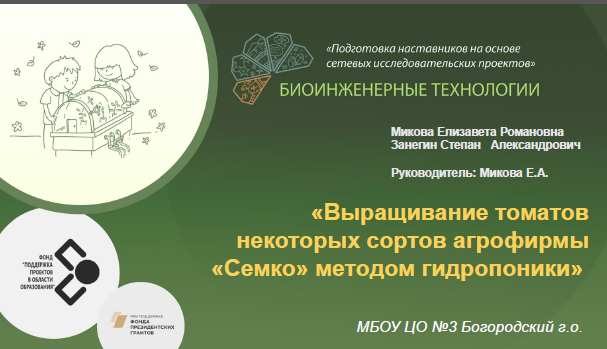 «Подготовка наставников на основе
сетевых исследовательских проектов»
БИОИНЖЕНЕРНЫЕ ТЕХНОЛОГИИ
Микова Елизавета Романовна
Занегин Степан Александрович
Руководитель: Микова Е.А.
«Выращивание томатов
некоторых сортов агрофирмы
«Семко» методом гидропоники»
ФОНД
"ПОДДЕРЖКА
ПРОЕКТОВ
В ОБЛАСТИ
ОБРАЗОВАНИЯ"
ПРИ ПОДДЕРЖКЕ
ФОНДА
ПРЕЗИДЕНТСКИХ
ГРАНТОВ
МБОУ ЦО №3 Богородский г.о.